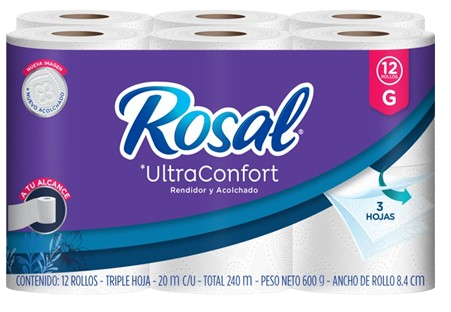 NUEVA IMAGEN
NUEVO ACOLCHADO
12
ROLLOS
G
Rosal®
*UltraConfort
Rendidor y Acolchado
A TU ALCANCE
3
HOJAS
CONTENIDO: 12 ROLLOS - TRIPLE HOJA - 20 m C/U - TOTAL 240 m - PESO NETO 600 g - ANCHO DE ROLLO 8.4 cm